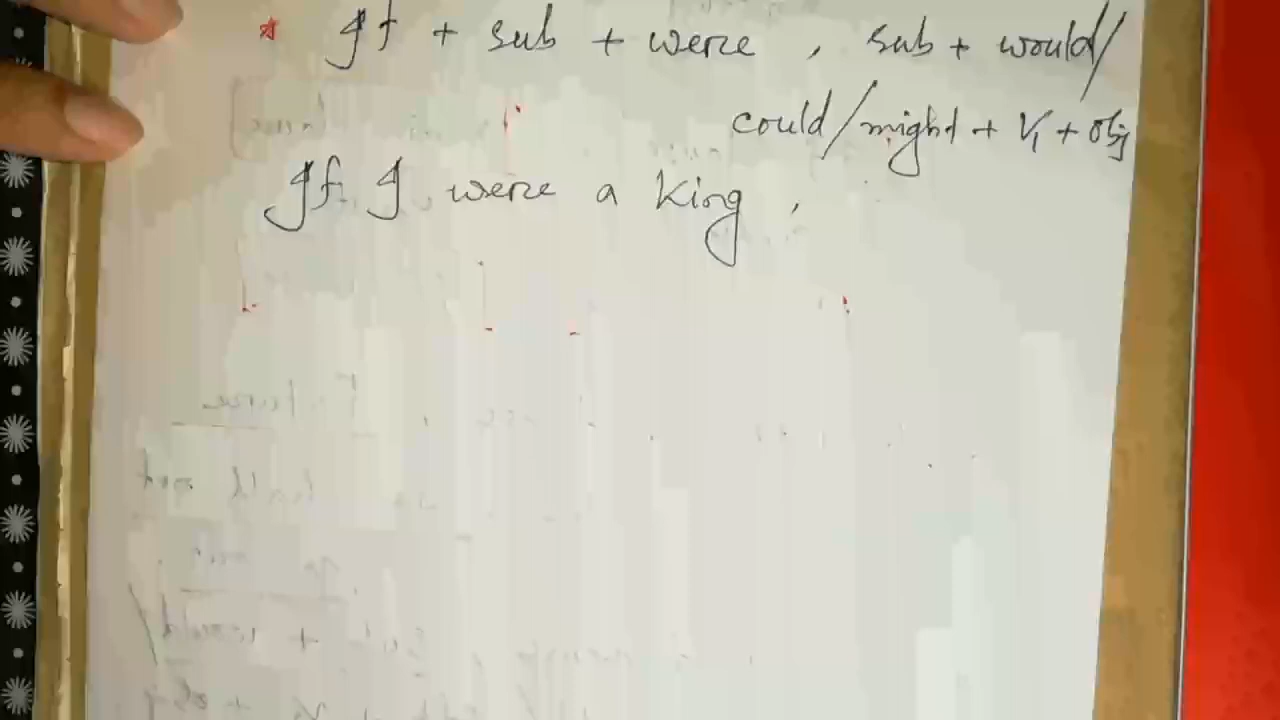 * If + sub + were , sub + would/
could/might + V1 + obj
If I were a King ,